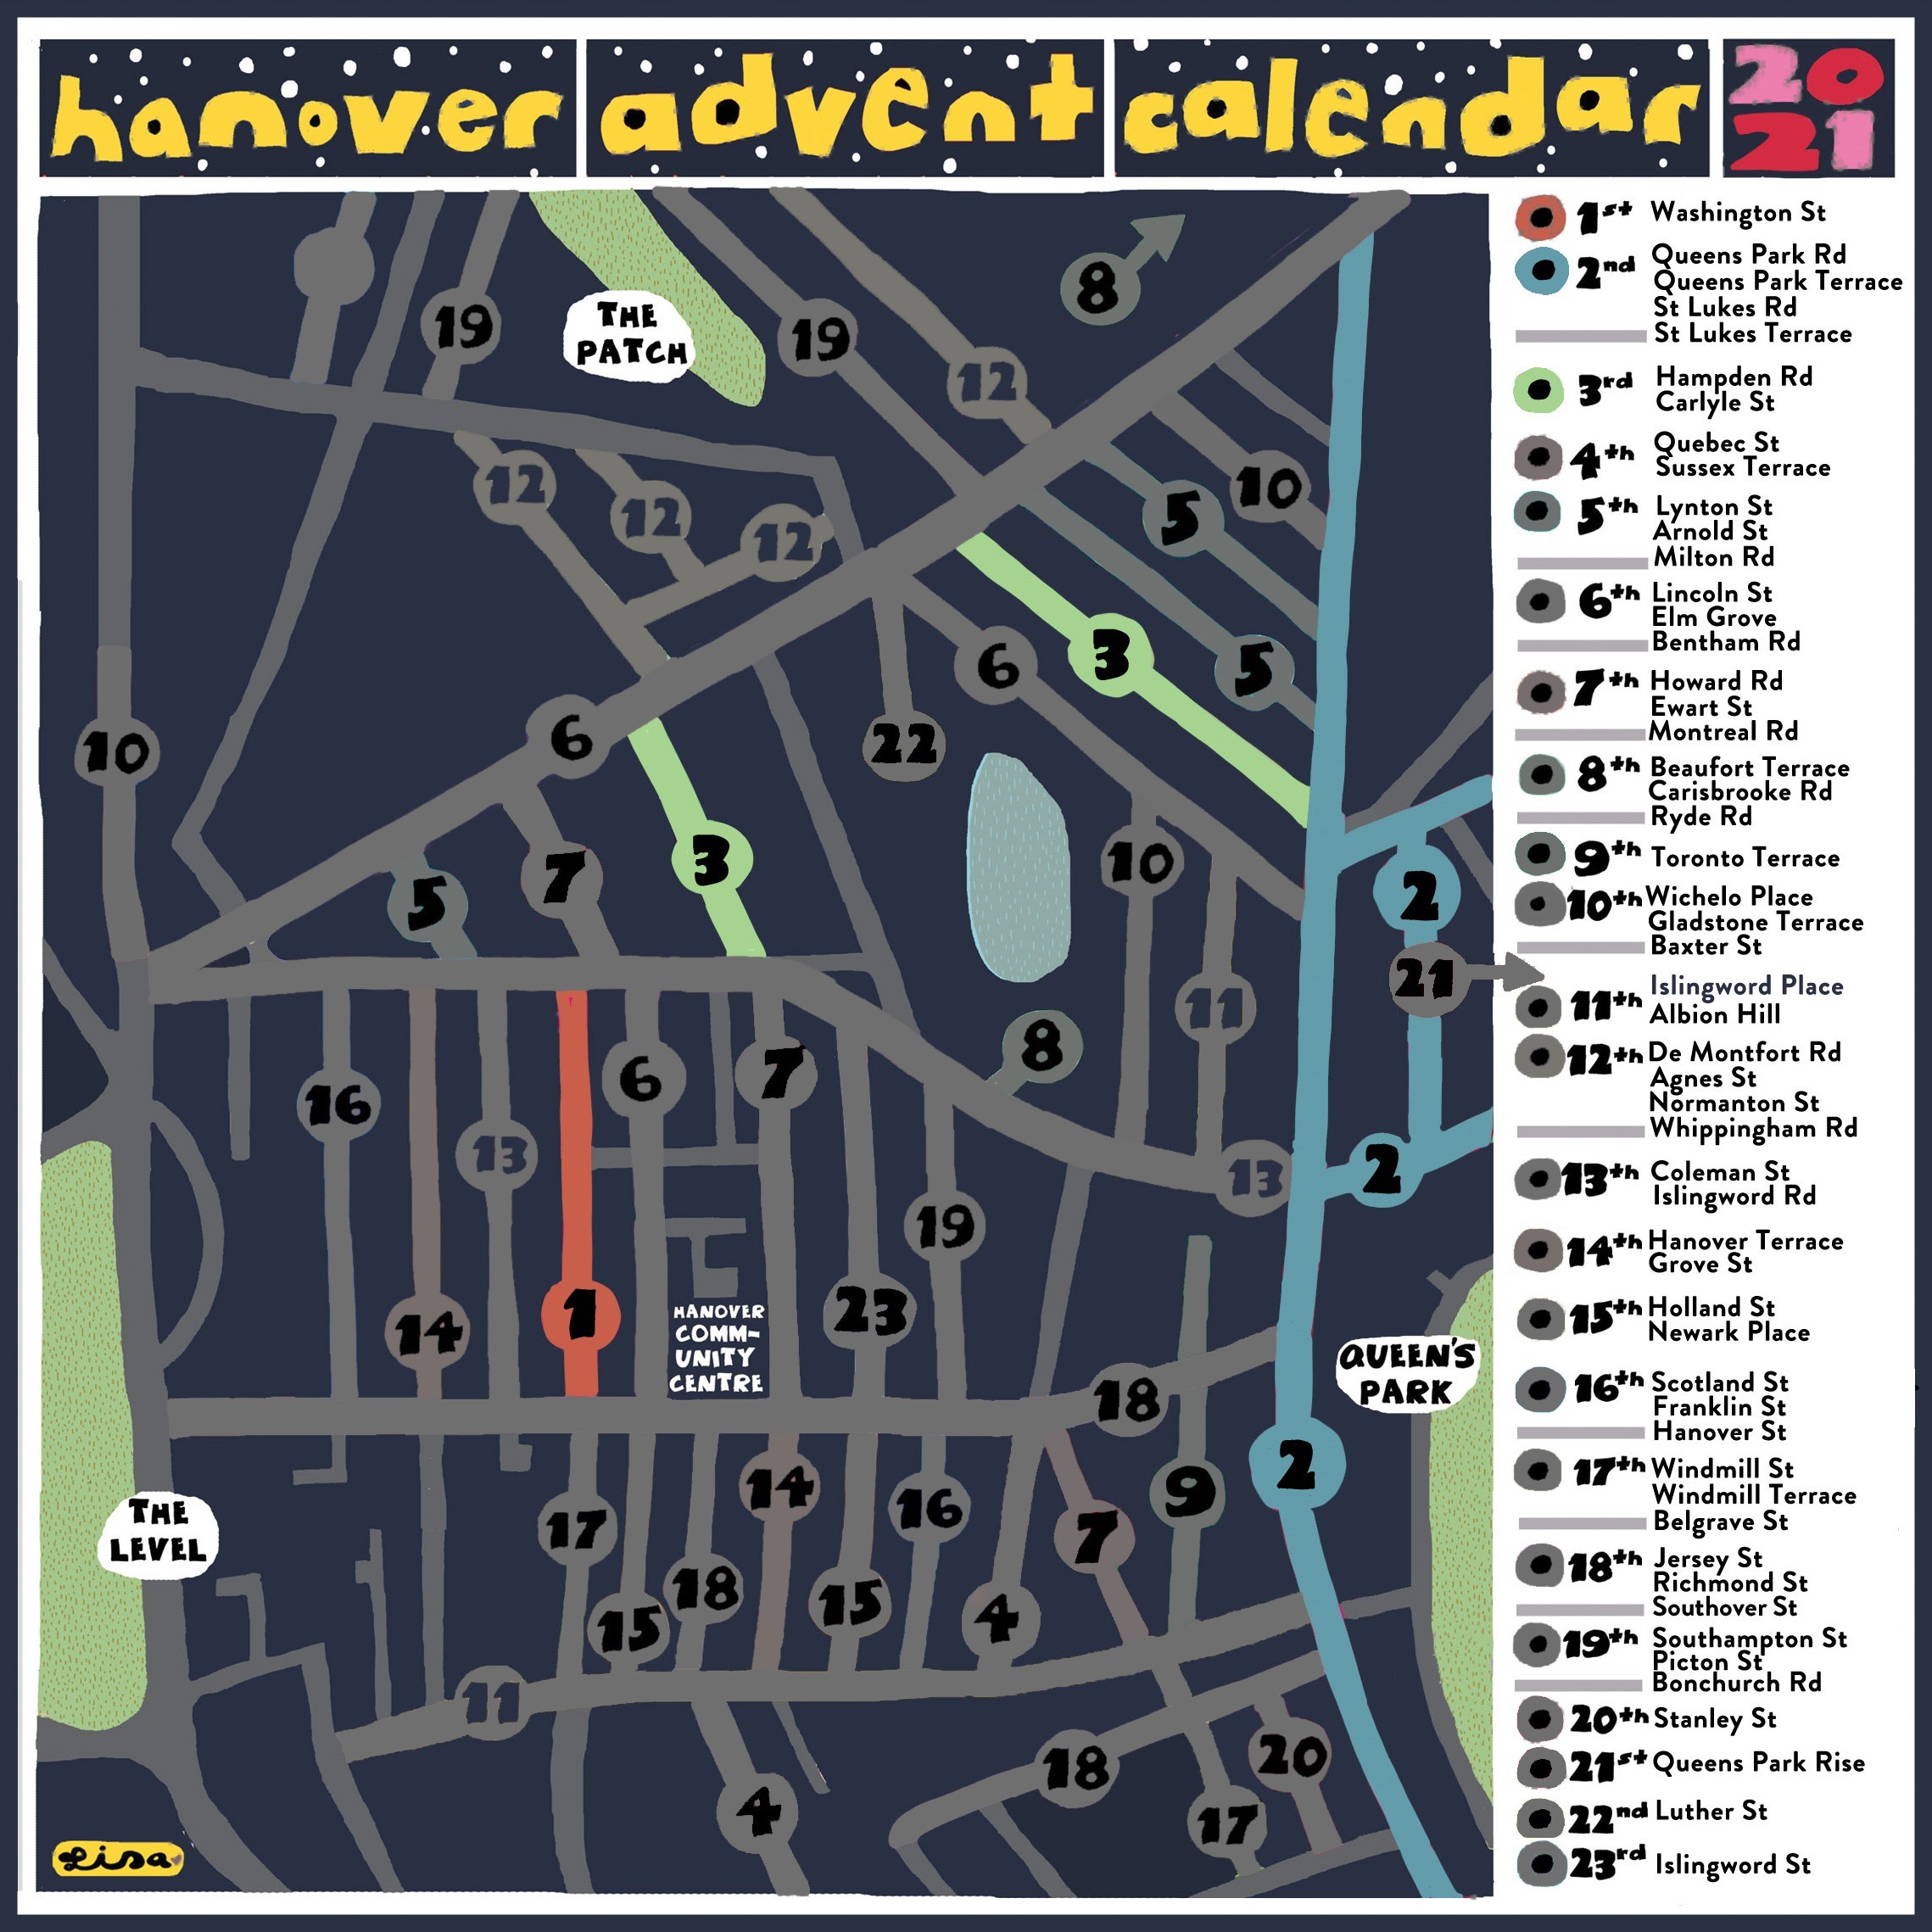 hanover advent calendar 20
21
1st Washington St
2nd Queens Park Rd
Queens Park Terrace
St Lukes Rd
St Lukes Terrace
3rd Hampden Rd
Carlyle St
4th Quebec St
Sussex Terrace
5th Lynton St
Arnold St
Milton Rd
6th Lincoln St
Elm Grove
Bentham Rd
7th Howard Rd
Ewart St
Montreal Rd
8th Beaufort Terrace
Carisbrooke Rd
Ryde Rd
9th Toronto Terrace
10th Wichelo Place
Gladstone Terrace
Baxter St
Islingword Place
11th Albion Hill
12th De Montfort Rd
Agnes St
Normanton St
Whippingham Rd
13th Coleman St
Islingword Rd
14th Hanover Terrace
Grove St
15th Holland St
Newark Place
16th Scotland St
Franklin St
Hanover St
17th Windmill St
Windmill Terrace
Belgrave St
18th Jersey St
Richmond St
Southover St
19th Southampton St
Picton St
Bonchurch Rd
20th Stanley St
21st Queens Park Rise
22nd Luther St
23rd Islingword St
8
19
THE
PATCH
19
12
12
12
12
5
10
6
3
5
10
6
22
7
3
5
10
2
21
11
8
16
6
7
13
13
2
19
14
1
HANOVER
COMM-
UNITY
CENTRE
23
QUEEN'S
PARK
18
2
9
14
16
7
17
THE
LEVEL
18
15
15
4
11
18
20
4
17
Lisa